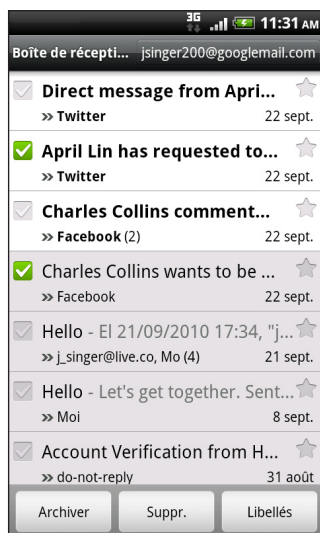 3G 11:31 AM
Boîte de récepti... jsinger200@googlemail.com
Direct message from Apri...
» Twitter 22 sept.
April Lin has requested to...
» Twitter 22 sept.
Charles Collins comment...
» Facebook (2) 22 sept.
Charles Collins wants to be ...
» Facebook 22 sept.
Hello - El 21/09/2010 17:34, "j...
» j_singer@live.co, Mo (4) 21 sept.
Hello - Let's get together. Sent...
» Moi 8 sept.
Account Verification from H...
» do-not-reply 31 août
Archiver Suppr. Libellés